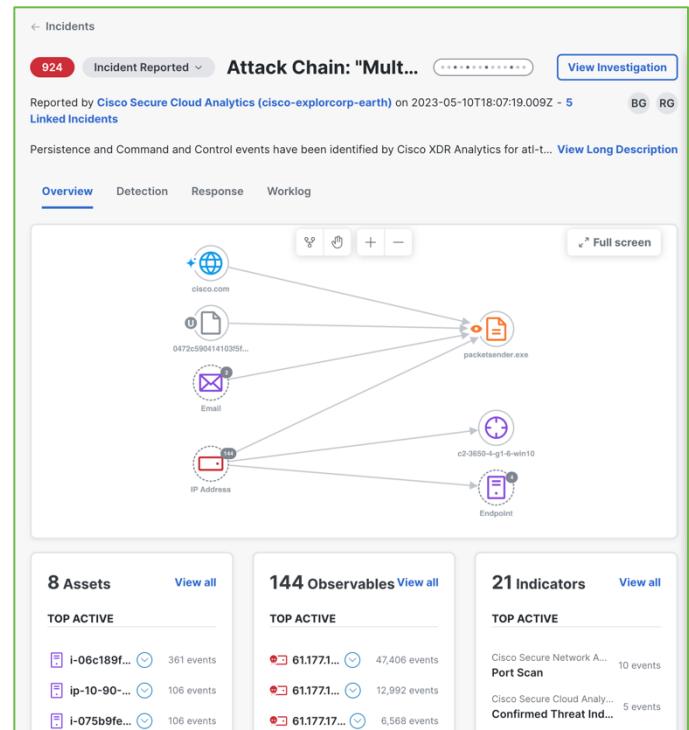 ← Incidents
924 Incident Reported Attack Chain: "Mult... View Investigation
Reported by Cisco Secure Cloud Analytics (cisco-explorcorp-earth) on 2023-05-10T18:07:19.009Z - 5 BG RG
Linked Incidents
Persistence and Command and Control events have been identified by Cisco XDR Analytics for atl-t... View Long Description
Overview Detection Response Worklog
+ − Full screen
cisco.com
U
0472c590414103f5f...
packetsender.exe
2
Email
144
c2-3650-4-g1-6-win10
IP Address
4
Endpoint
8 Assets View all
TOP ACTIVE
i-06c189f... 361 events
ip-10-90-... 106 events
i-075b9fe... 106 events
144 Observables View all
TOP ACTIVE
61.177.1... 47,406 events
61.177.1... 12,992 events
61.177.17... 6,568 events
21 Indicators View all
TOP ACTIVE
Cisco Secure Network A...
Port Scan 10 events
Cisco Secure Cloud Analy...
Confirmed Threat Ind... 5 events